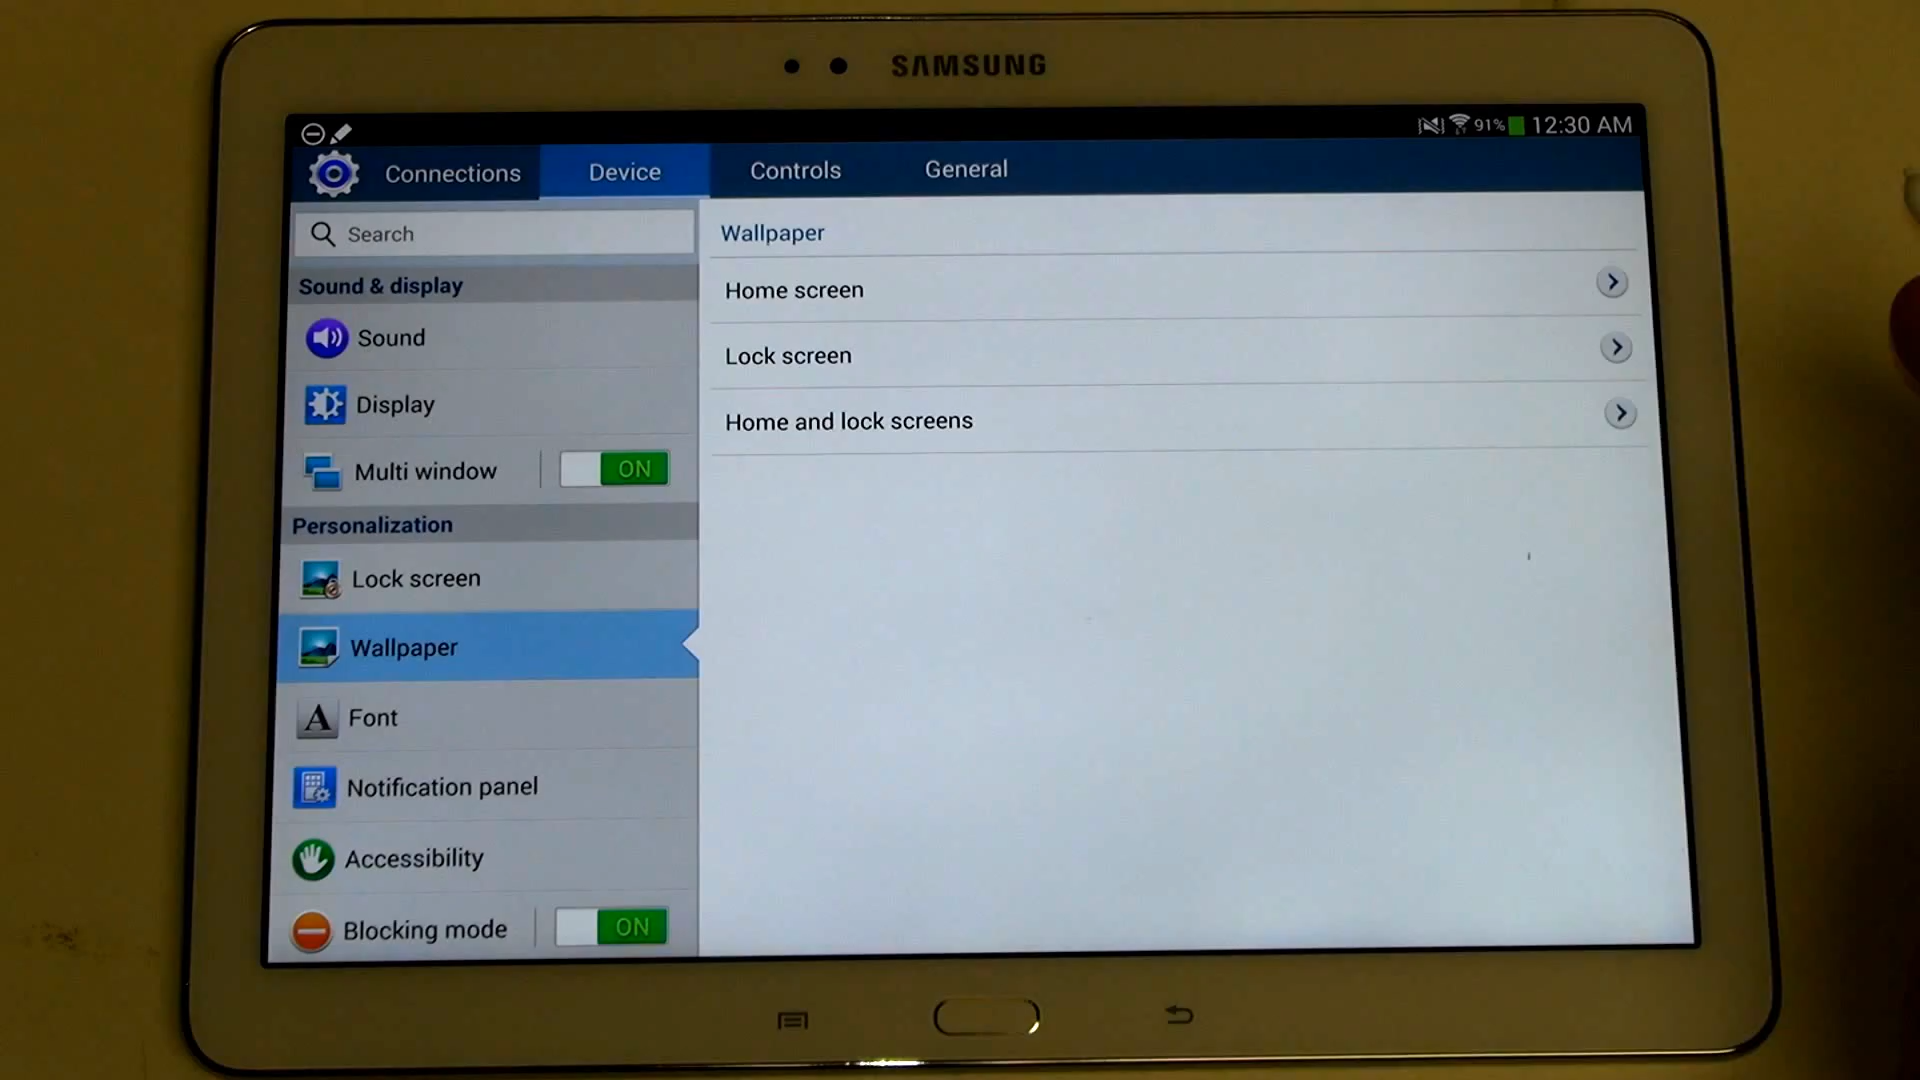 SAMSUNG
91% 12:30 AM
Connections Device Controls General
Search
Sound & display
Sound
Display
Multi window ON
Personalization
Lock screen
Wallpaper
Font
Notification panel
Accessibility
Blocking mode ON
Wallpaper
Home screen
Lock screen
Home and lock screens